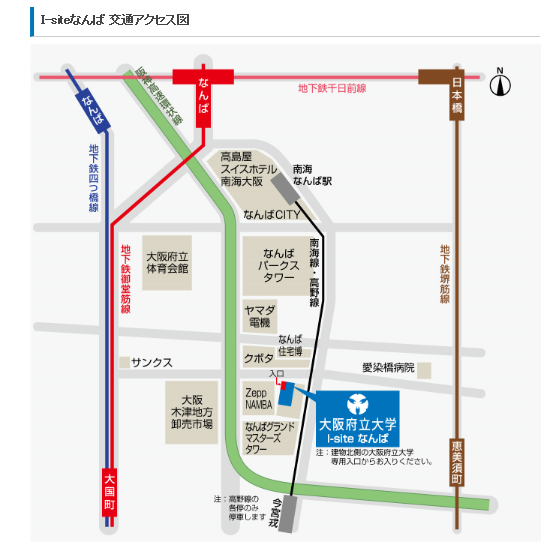 I-siteなんば 交通アクセス図
なんば
日本橋
N
なんば
阪神高速環状線
地下鉄千日前線
地下鉄四つ橋線
高島屋
スイスホテル
南海大阪
南海
なんば駅
なんばCITY
地下鉄御堂筋線
大阪府立
体育会館
なんば
パークス
タワー
南海線・高野線
地下鉄堺筋線
ヤマダ
電機
なんば
住宅博
クボタ
サンクス
入口
愛染橋病院
大阪
木津地方
卸売市場
Zepp
NAMBA
大阪府立大学
I-site なんば
なんばグランド
マスターズ
タワー
注：建物北側の大阪府立大学
専用入口からお入りください。
恵美須町
大国町
注：高野線の
各停のみ
停車します
今宮戎